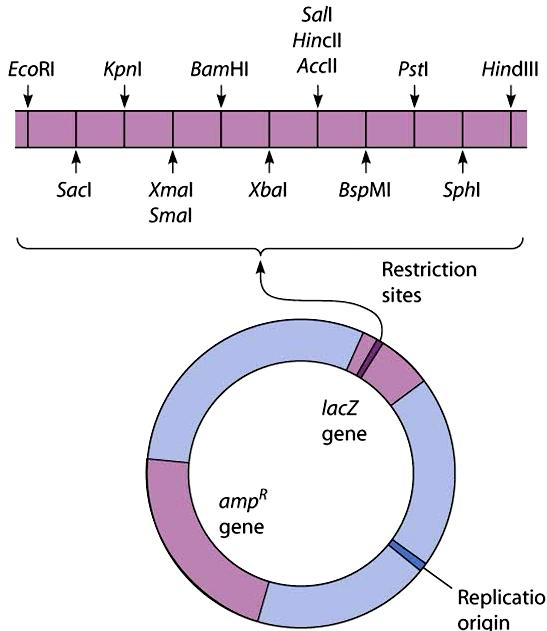 SalI
HincII
AccII
EcoRI
KpnI
BamHI
PstI
HindIII
SacI
XmaI
SmaI
XbaI
BspMI
SphI
Restriction
sites
lacZ
gene
ampR
gene
Replicatio
origin